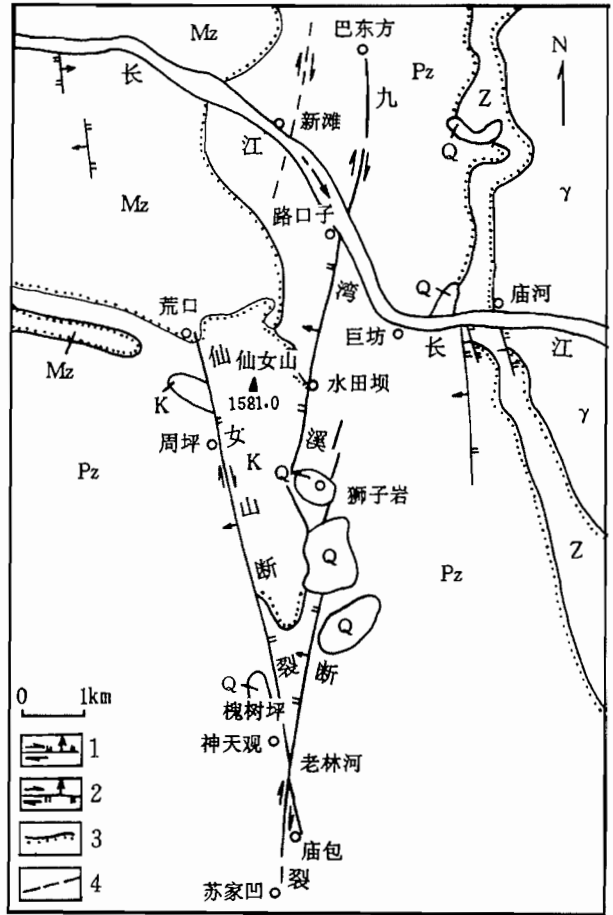 Mz
巴东方
N
Pz
长
九
Z
新滩
Q
江
γ
Mz
路口子
湾
Q
庙河
荒口
巨坊
长
江
仙
仙女山
Mz
水田坝
K
1581.0
γ
女
溪
周坪
K
Q
Pz
狮子岩
山
Q
Z
断
Pz
Q
裂
断
Q
0 1km
槐树坪
神天观
1
老林河
2
3
庙包
4
苏家凹
裂